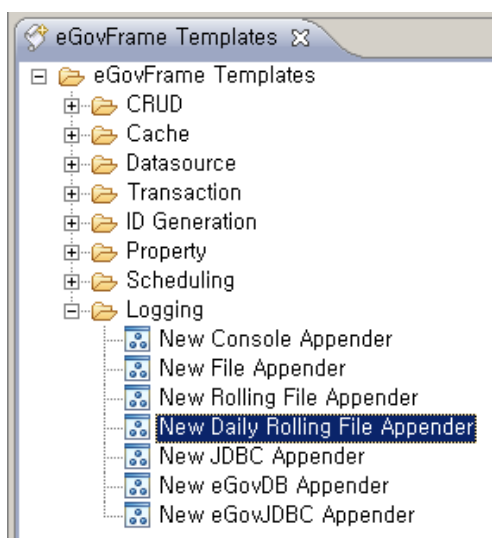 eGovFrame Templates
eGovFrame Templates
CRUD
Cache
Datasource
Transaction
ID Generation
Property
Scheduling
Logging
New Console Appender
New File Appender
New Rolling File Appender
New Daily Rolling File Appender
New JDBC Appender
New eGovDB Appender
New eGovJDBC Appender